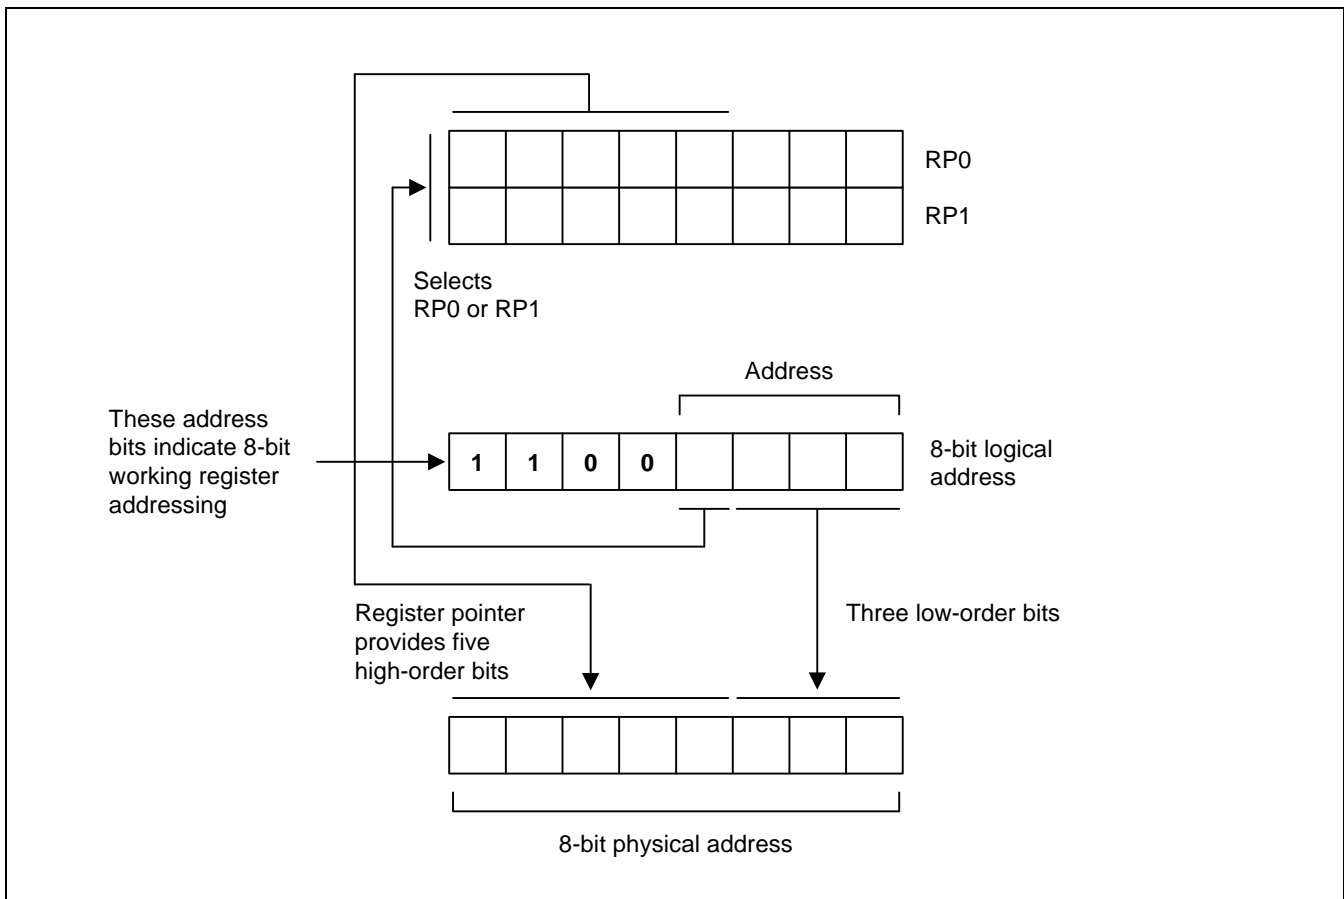 RP0
RP1
Selects
RP0 or RP1
Address
These address
bits indicate 8-bit
working register
addressing
1 1 0 0
8-bit logical
address
Register pointer
provides five
high-order bits
Three low-order bits
8-bit physical address